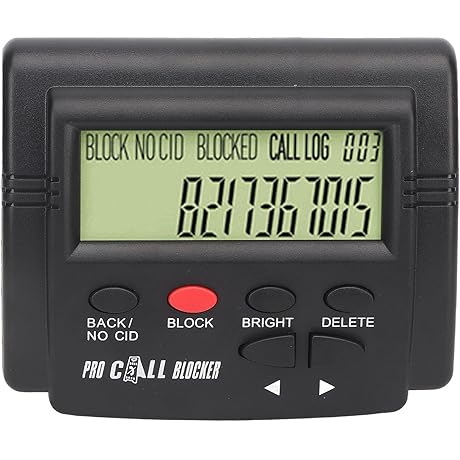 BLOCK NO CID BLOCKED CALL LOG 003
8217367015
BACK/ BLOCK BRIGHT DELETE
NO CID
PRO CALL BLOCKER